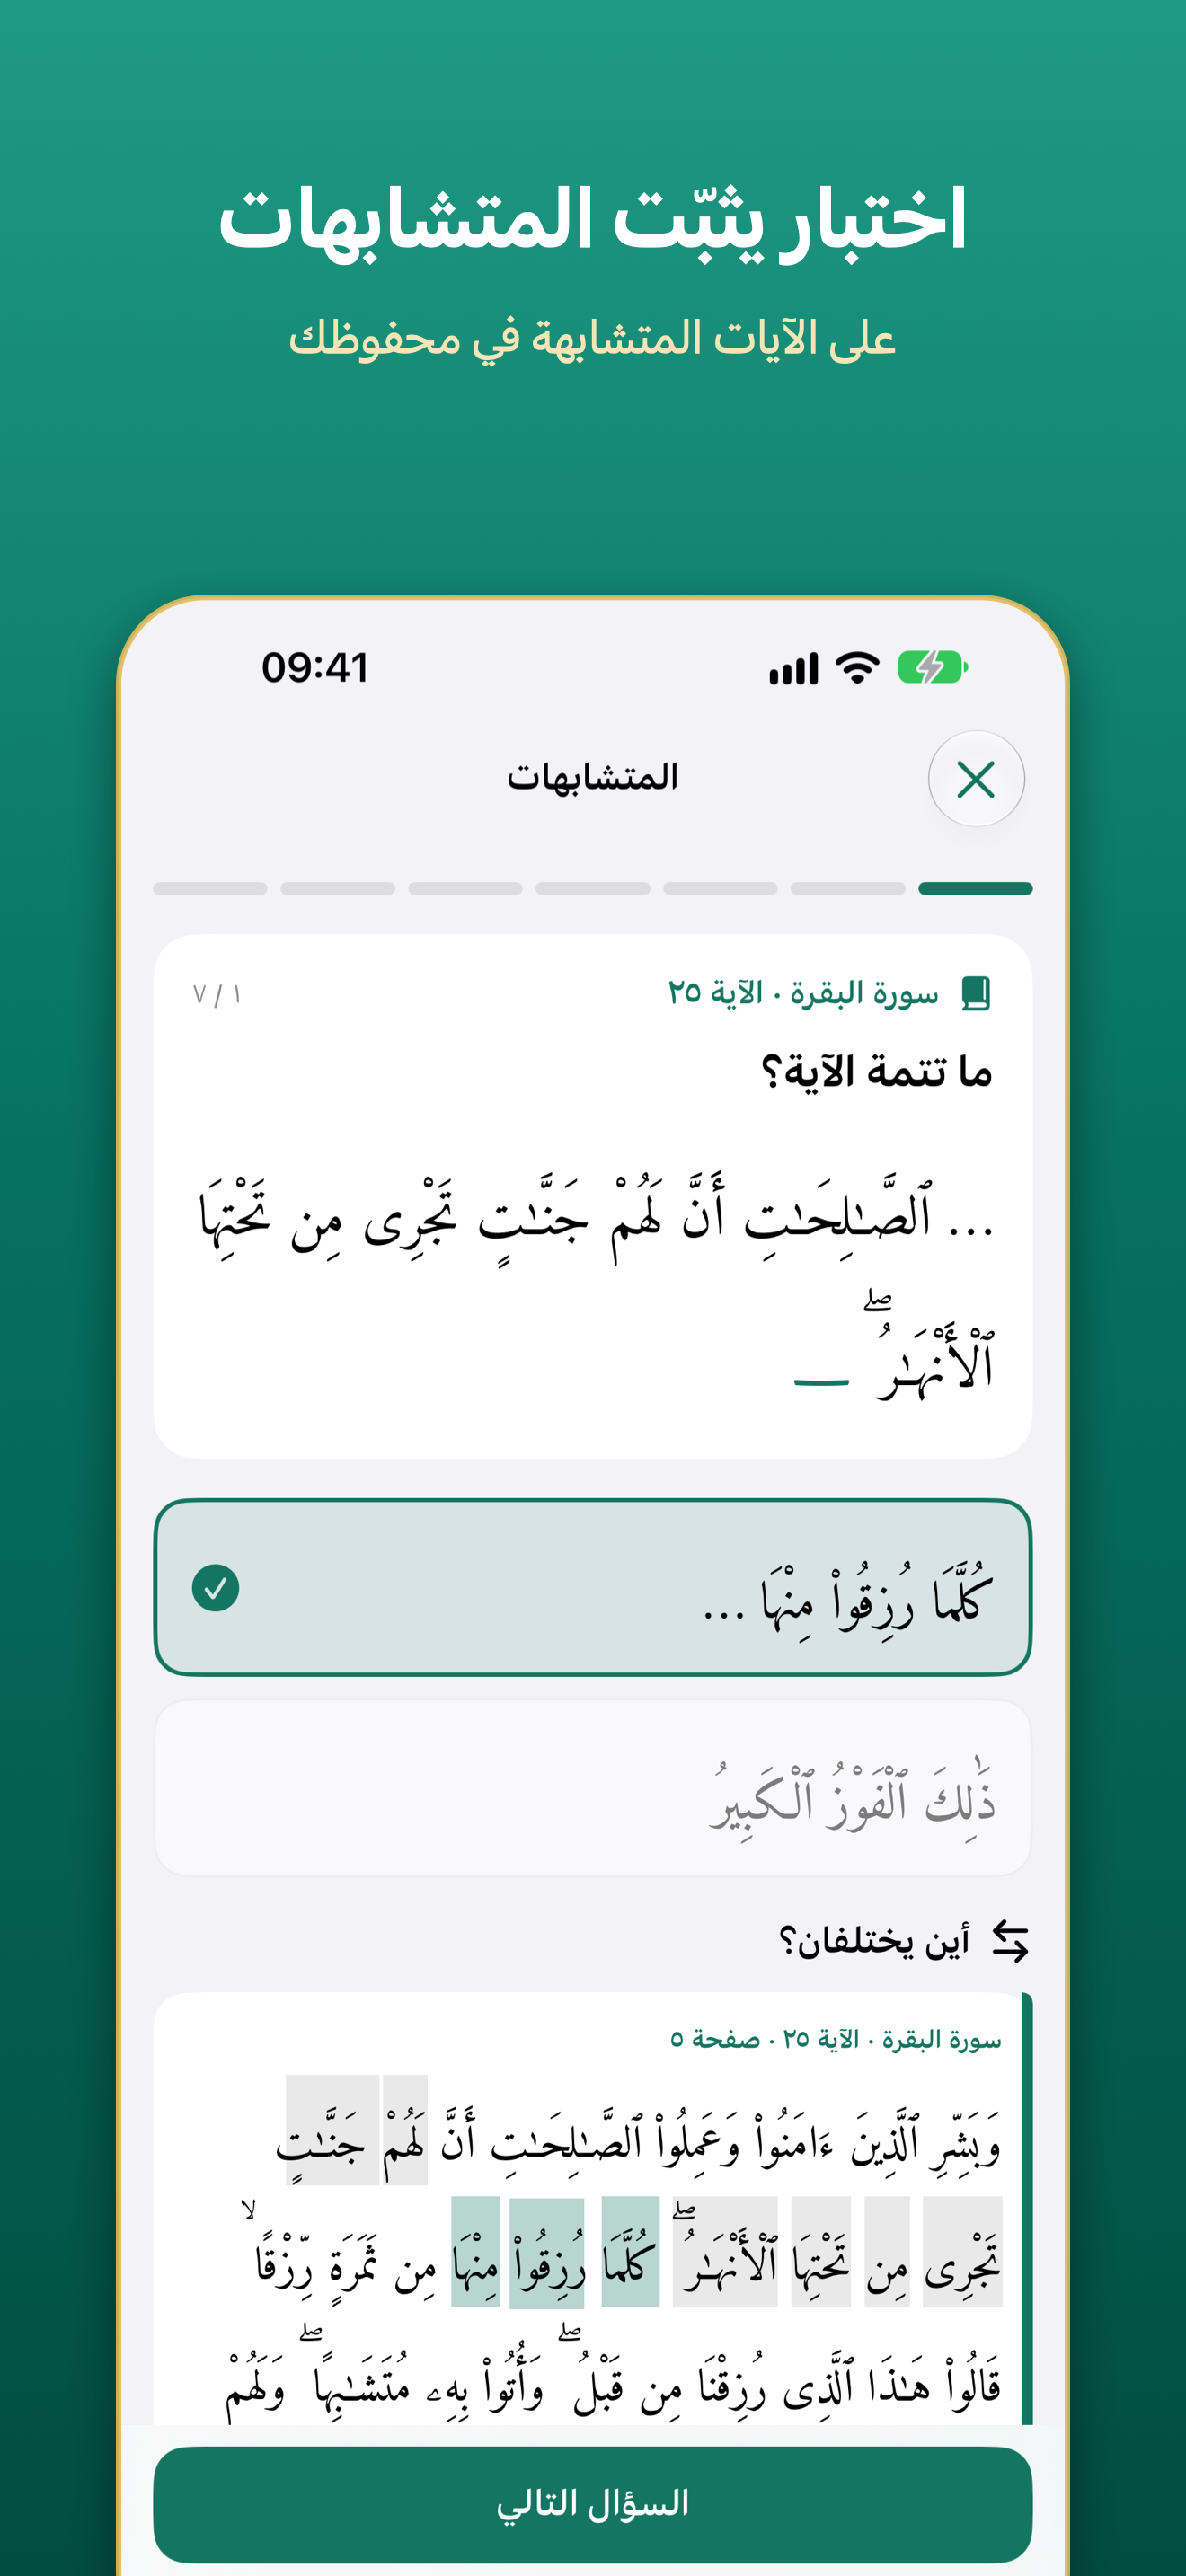 اختبار يثبّت المتشابهات
على الآيات المتشابهة في محفوظك
09:41
المتشابهات
سورة البقرة · الآية ٢٥
١ / ٧
ما تتمة الآية؟
... ٱلصَّـٰلِحَـٰتِ أَنَّ لَهُمْ جَنَّـٰتٍ تَجْرِى مِن تَحْتِهَا
ٱلْأَنْهَـٰرُ ۖ __
كُلَّمَا رُزِقُوا۟ مِنْهَا ...
ذَٰلِكَ ٱلْفَوْزُ ٱلْكَبِيرُ
أين يختلفان؟
سورة البقرة · الآية ٢٥ · صفحة ٥
وَبَشِّرِ ٱلَّذِينَ ءَامَنُوا۟ وَعَمِلُوا۟ ٱلصَّـٰلِحَـٰتِ أَنَّ لَهُمْ جَنَّـٰتٍ
تَجْرِى مِن تَحْتِهَا ٱلْأَنْهَـٰرُ ۖ كُلَّمَا رُزِقُوا۟ مِنْهَا مِن ثَمَرَةٍ رِّزْقًا ۙ
قَالُوا۟ هَـٰذَا ٱلَّذِى رُزِقْنَا مِن قَبْلُ ۖ وَأُتُوا۟ بِهِۦ مُتَشَـٰبِهًا ۖ وَلَهُمْ
السؤال التالي